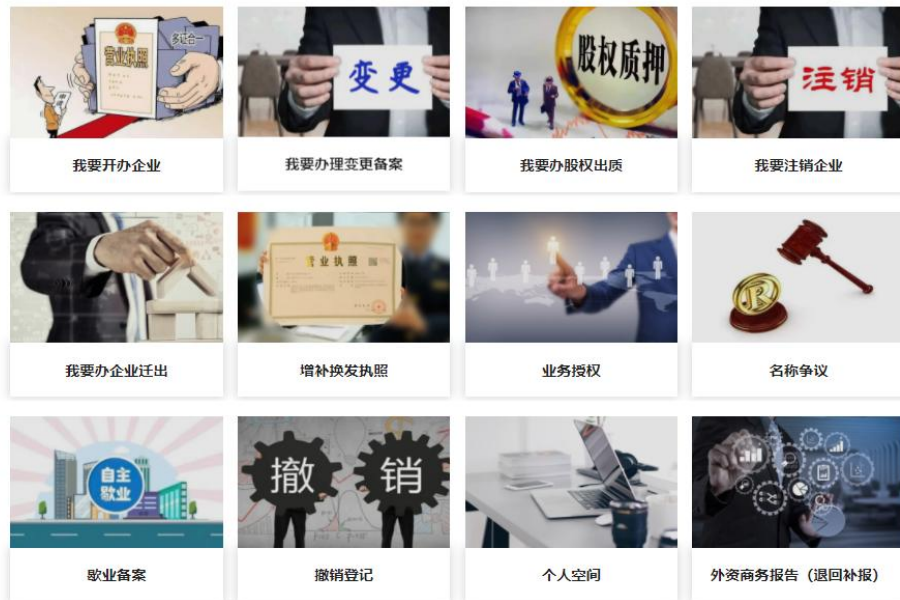 营业执照
多证合一
变更
股权质押
注销
我要开办企业
我要办理变更备案
我要办股权出质
我要注销企业
营业执照
R
我要办企业迁出
增补换发执照
业务授权
名称争议
自主
歇业
撤 销
歇业备案
撤销登记
个人空间
外资商务报告（退回补报）